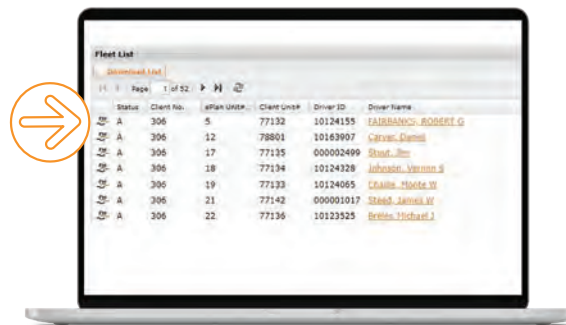 Fleet List
Download List
Page 1 of 52
Status Client No. ePlan Unit# Client Unit# Driver ID Driver Name
A 306 5 77132 10124155 FAIRBANKS, ROBERT G
A 306 12 78801 10163907 Carver, Daniel
A 306 17 77135 000002499 Stout, Jim
A 306 18 77134 10124328 Johnson, Vernon S
A 306 19 77133 10124065 Monte W
A 306 21 77142 000001017 Steed, James W
A 306 22 77136 10123525 Michael J